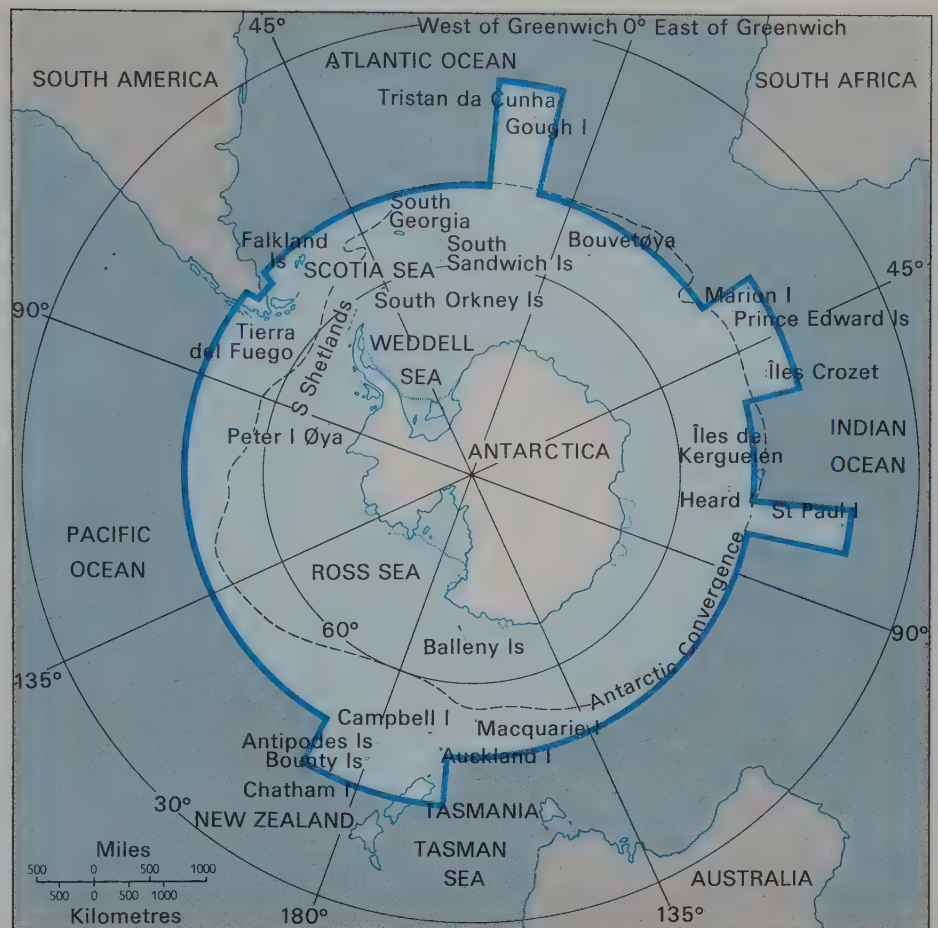 45°
West of Greenwich 0° East of Greenwich
SOUTH AMERICA
ATLANTIC OCEAN
SOUTH AFRICA
Tristan da Cunha
Gough I
South
Georgia
Falkland
Is
South
Sandwich Is
Bouvetøya
45°
SCOTIA SEA
South Orkney Is
Marion I
Prince Edward Is
90°
Tierra
del Fuego
S Shetlands
WEDDELL
SEA
Îles Crozet
Peter I Øya
ANTARCTICA
Îles de
Kerguelen
INDIAN
OCEAN
Heard I
St Paul I
PACIFIC
OCEAN
ROSS SEA
Antarctic Convergence
60°
90°
Balleny Is
135°
Campbell I
Macquarie I
Antipodes Is
Bounty Is
Auckland I
Chatham I
30°
NEW ZEALAND
TASMANIA
TASMAN
SEA
AUSTRALIA
Miles
500 0 500 1000
500 0 500 1000
Kilometres
180°
135°